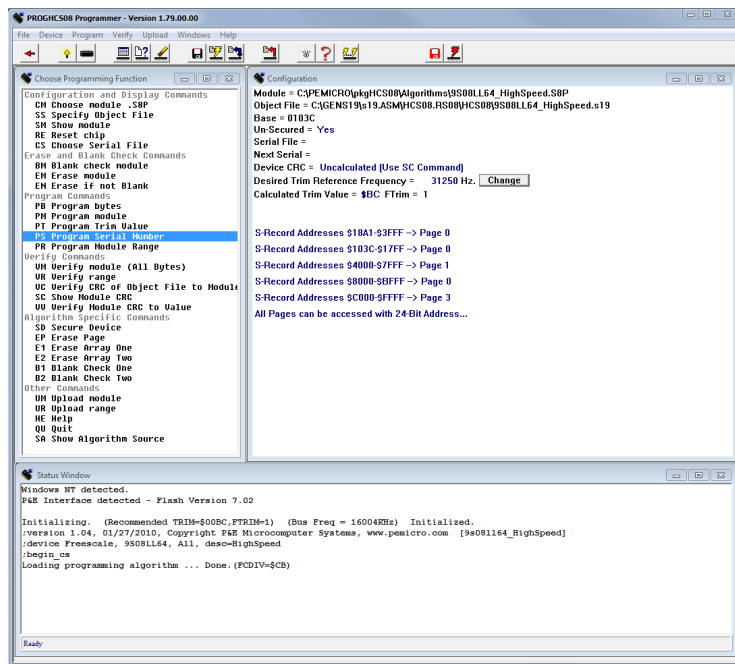 PROGHCS08 Programmer - Version 1.79.00.00
File Device Program Verify Upload Windows Help
Choose Programming Function
Configuration and Display Commands
CM Choose module .S8P
SS Specify Object File
SM Show module
RE Reset chip
CS Choose Serial File
Erase and Blank Check Commands
BM Blank check module
EM Erase module
EN Erase if not Blank
Program Commands
PB Program bytes
PM Program module
PT Program Trim Value
PS Program Serial Number
PR Program Module Range
Verify Commands
VM Verify module (All Bytes)
VR Verify range
VC Verify CRC of Object File to Module
SC Show Module CRC
VV Verify Module CRC to Value
Algorithm Specific Commands
SD Secure Device
EP Erase Page
E1 Erase Array One
E2 Erase Array Two
B1 Blank Check One
B2 Blank Check Two
Other Commands
UM Upload module
UR Upload range
HE Help
QU Quit
SA Show Algorithm Source
Configuration
Module = C:\PEMICRO\pkgHCS08\Algorithms\9S08LL64_HighSpeed.S8P
Object File = C:\GENS19\s19.ASM\HCS08.RS08\HCS08\9S08LL64_HighSpeed.s19
Base = 0103C
Un-Secured = Yes
Serial File =
Next Serial =
Device CRC = Uncalculated (Use SC Command)
Desired Trim Reference Frequency = 31250 Hz. Change
Calculated Trim Value = $BC FTrim = 1
S-Record Addresses $18A1-$3FFF --> Page 0
S-Record Addresses $103C-$17FF --> Page 0
S-Record Addresses $4000-$7FFF --> Page 1
S-Record Addresses $8000-$BFFF --> Page 0
S-Record Addresses $C000-$FFFF --> Page 3
All Pages can be accessed with 24-Bit Address...
Status Window
Windows NT detected.
P&E Interface detected - Flash Version 7.02
Initializing. (Recommended TRIM=$00BC,FTRIM=1) (Bus Freq = 16004KHz) Initialized.
;version 1.04, 01/27/2010, Copyright P&E Microcomputer Systems, www.pemicro.com [9s08ll64_HighSpeed]
;device Freescale, 9S08LL64, All, desc=HighSpeed
;begin_cs
Loading programming algorithm ... Done.(FCDIV=$CB)
Ready